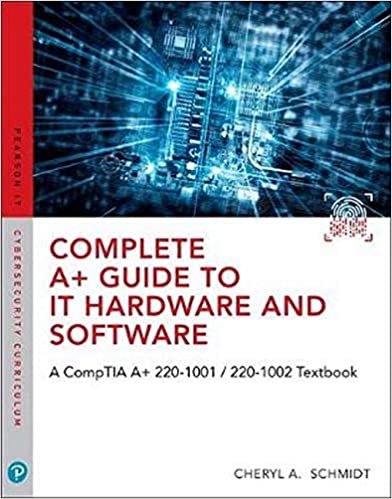 PEARSON IT
CYBERSECURITY CURRICULUM
COMPLETE
A+ GUIDE TO
IT HARDWARE AND
SOFTWARE
A CompTIA A+ 220-1001 / 220-1002 Textbook
P
CHERYL A. SCHMIDT